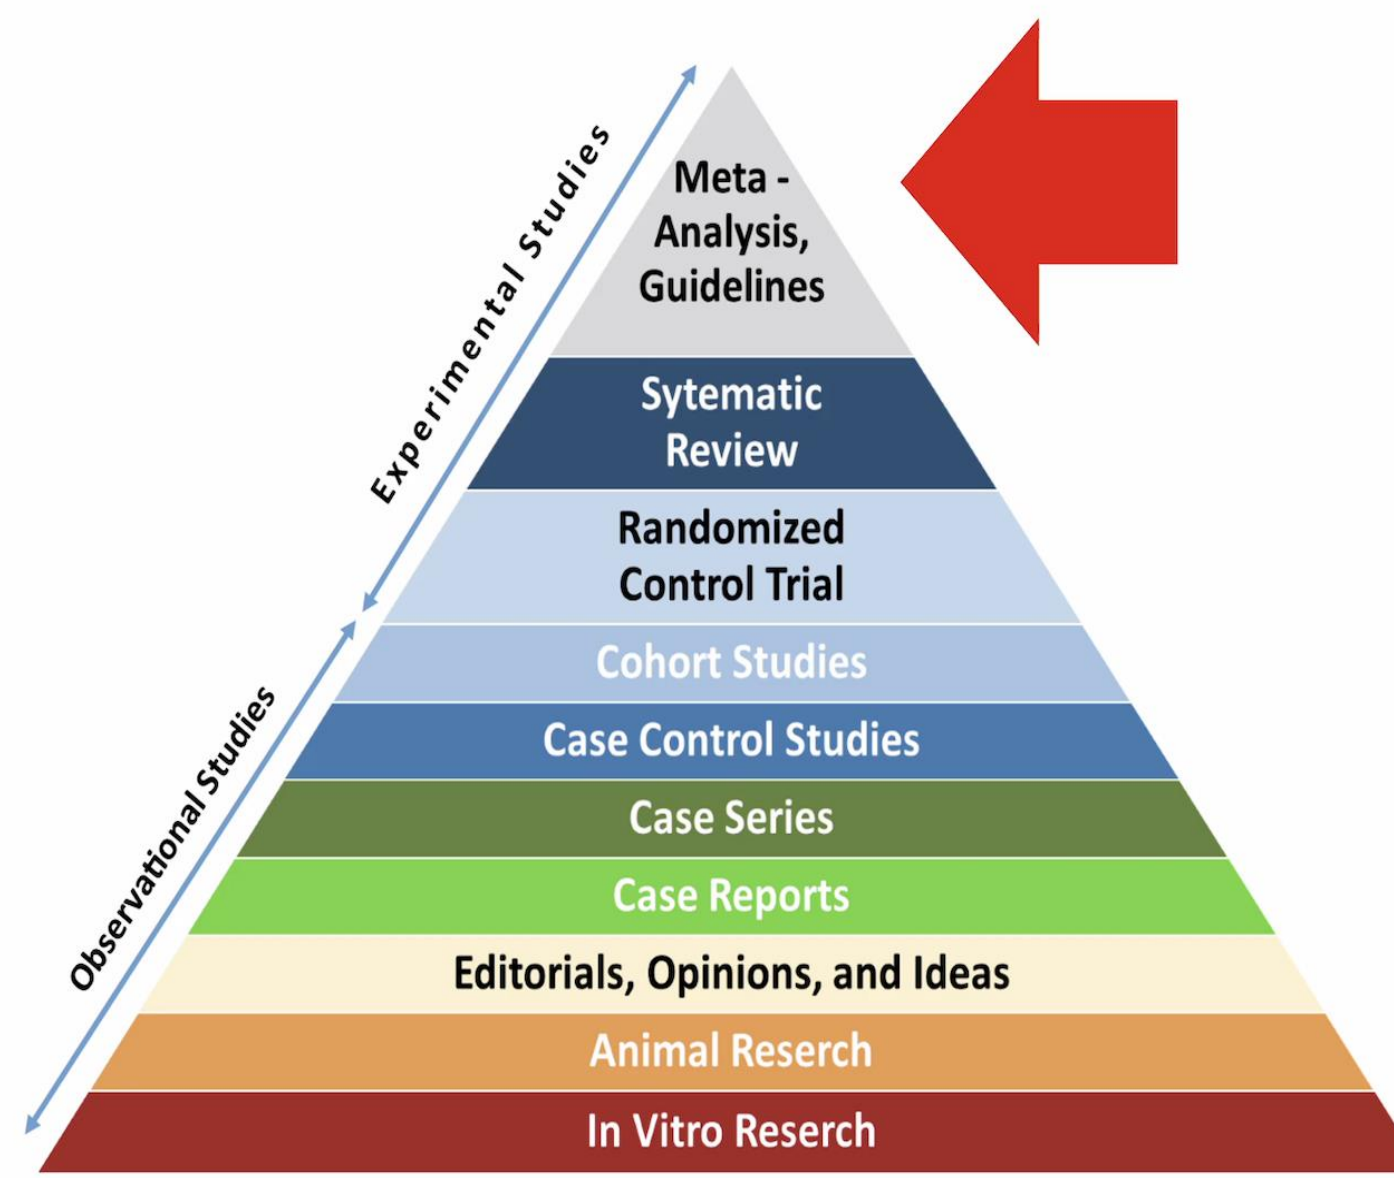 Experimental Studies
Observational Studies
Meta -
Analysis,
Guidelines
Sytematic
Review
Randomized
Control Trial
Cohort Studies
Case Control Studies
Case Series
Case Reports
Editorials, Opinions, and Ideas
Animal Reserch
In Vitro Reserch